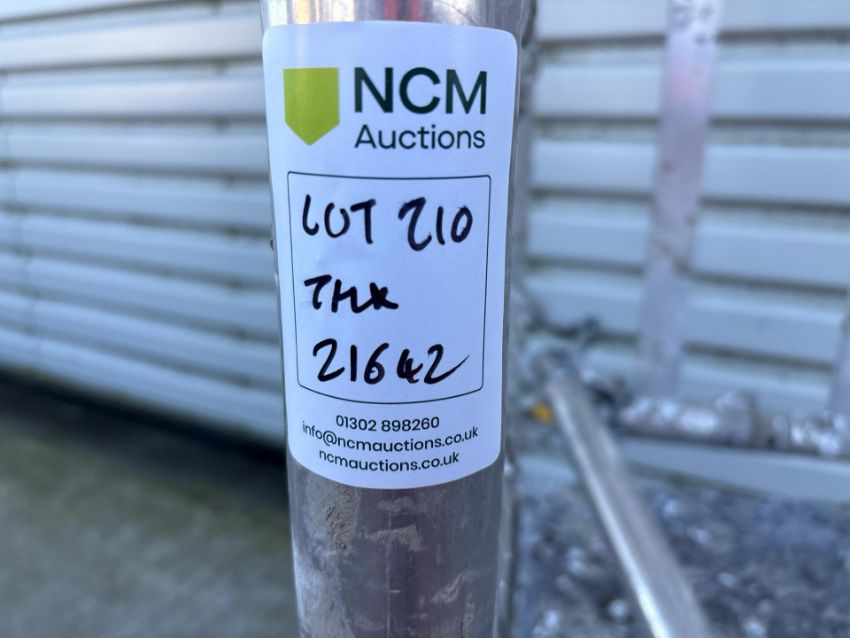 NCM
Auctions
LOT 210
THX
21642
01302 898260
info@ncmauctions.co.uk
ncmauctions.co.uk